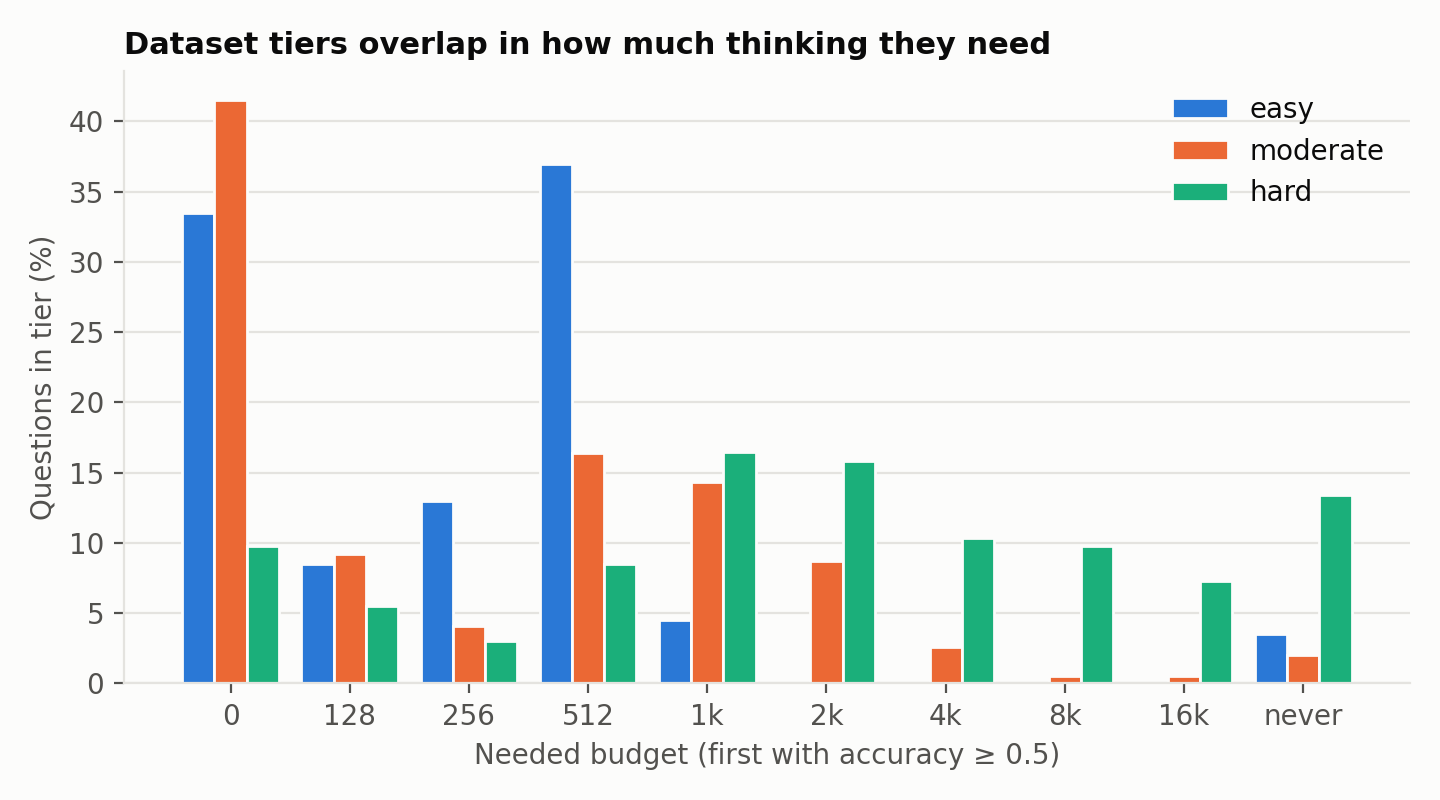 Dataset tiers overlap in how much thinking they need
easy
moderate
hard
Questions in tier (%)
40
35
30
25
20
15
10
5
0
0 128 256 512 1k 2k 4k 8k 16k never
Needed budget (first with accuracy ≥ 0.5)